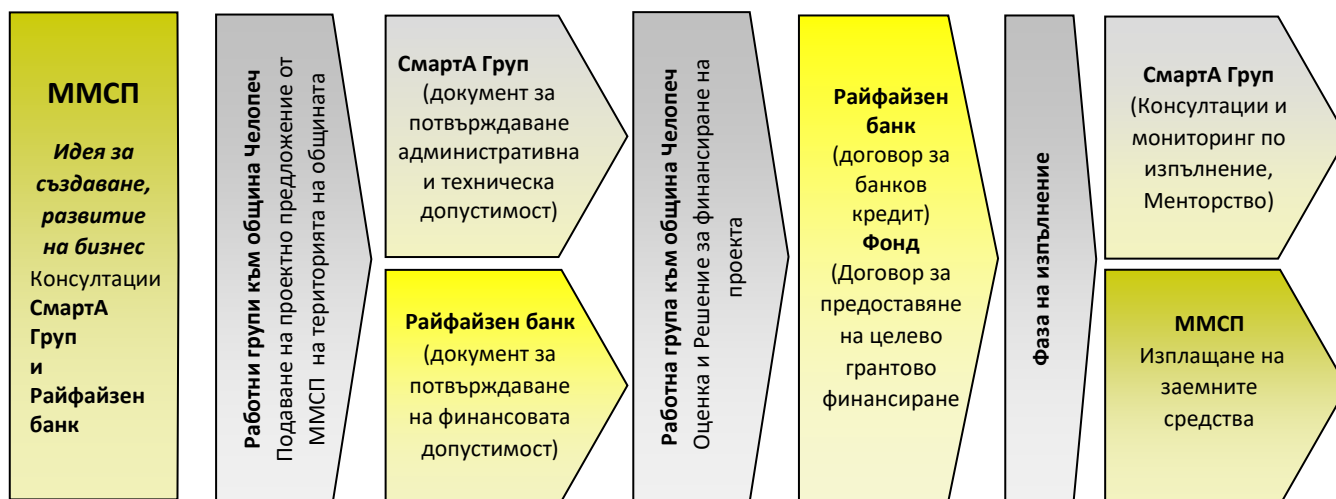 ММСП
Идея за
създаване,
развитие
на бизнес
Консултации
СмартА
Груп
и
Райфайзен
банк
Работни групи към община Челопеч
Подаване на проектно предложение от
ММСП на територията на общината
СмартА Груп
(документ за
потвърждаване
административна
и техническа
допустимост)
Райфайзен банк
(документ за
потвърждаване
на финансовата
допустимост)
Работна група към община Челопеч
Оценка и Решение за финансиране на
проекта
Райфайзен
банк
(договор за
банков
кредит)
Фонд
(Договор за
предоставяне
на целево
грантово
финансиране
Фаза на изпълнение
СмартА Груп
(Консултации и
мониторинг по
изпълнение,
Менторство)
ММСП
Изплащане на
заемните
средства